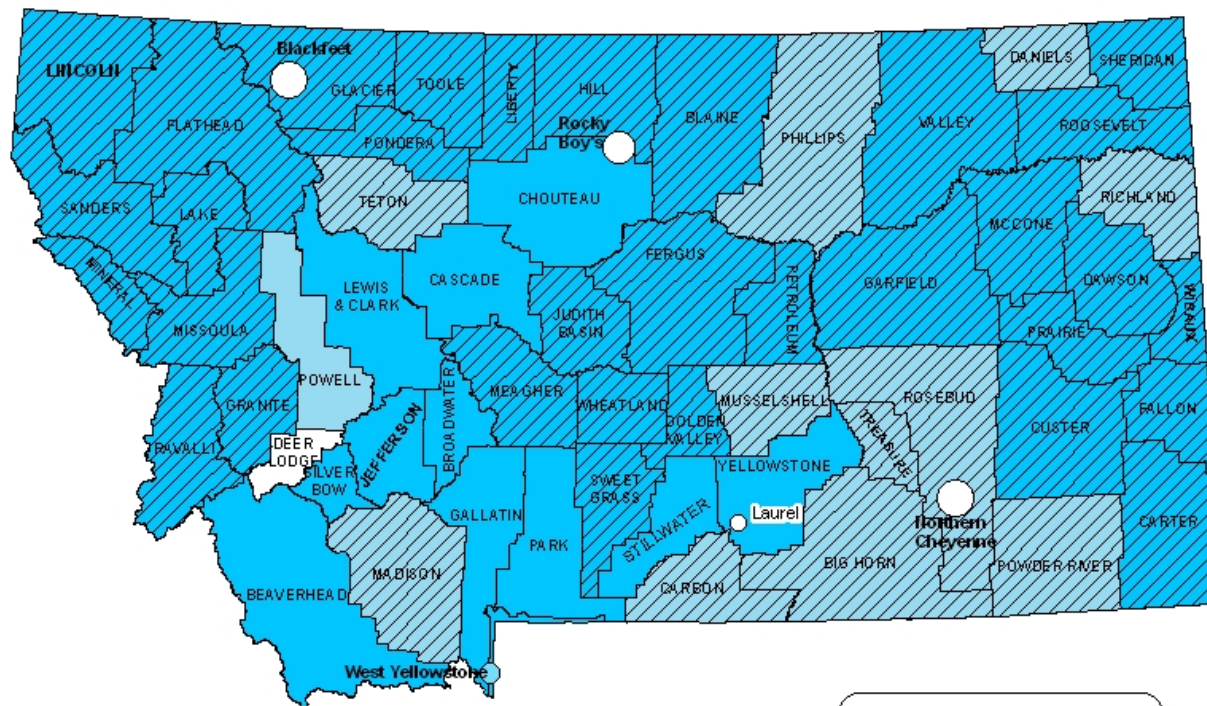 Blackfeet
LINCOLN
GLACIER
TOOLE
LIBERTY
HILL
DANIELS
SHERIDAN
FLATHEAD
PONDERA
Rocky
Boy's
BLAINE
PHILLIPS
VALLEY
ROOSEVELT
TETON
CHOUTEAU
RICHLAND
SANDERS
LAKE
MCCONE
FERGUS
MINERAL
LEWIS
& CLARK
CASCADE
PETROLEUM
GARFIELD
DAWSON
WIBAUX
MISSOULA
JUDITH
BASIN
PRAIRIE
POWELL
MEAGHER
GRANITE
WHEATLAND
MUSSELSHELL
ROSEBUD
BROADWATER
JEFFERSON
GOLDEN
VALLEY
TREASURE
CUSTER
FALLON
RAVALLI
DEER
LODGE
SILVER
BOW
YELLOWSTONE
SWEET
GRASS
GALLATIN
STILLWATER
Laurel
Northern
Cheyenne
CARTER
PARK
MADISON
BIG HORN
POWDER RIVER
BEAVERHEAD
CARBON
West Yellowstone